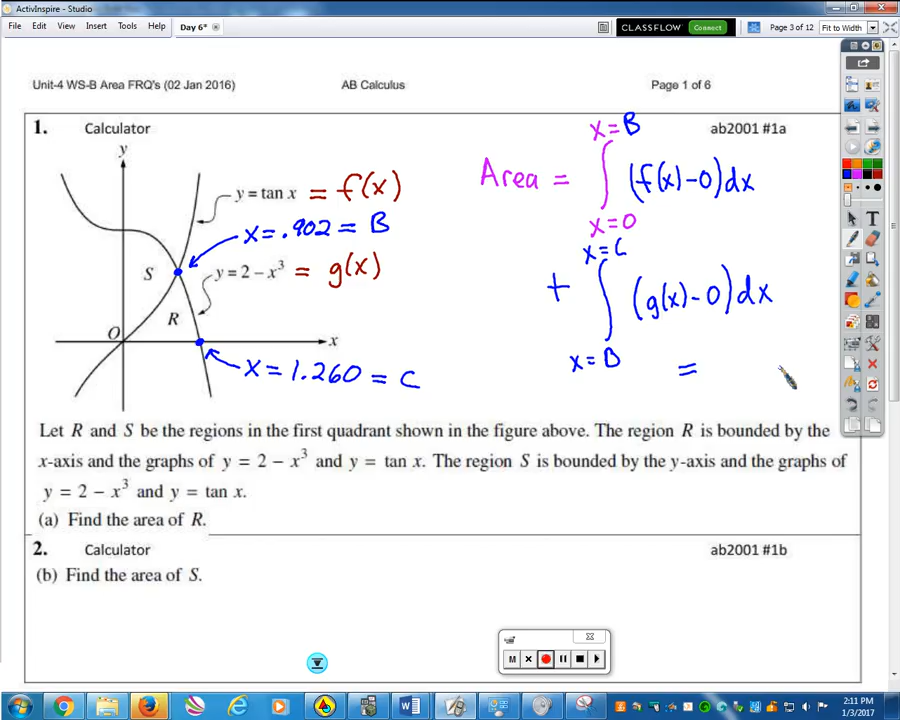 ActivInspire - Studio
File Edit View Insert Tools Help
CLASSFLOW Connect
Page 3 of 12 Fit to Width
Day 6*
Unit-4 WS-B Area FRQ's (02 Jan 2016) AB Calculus Page 1 of 6
1. Calculator ab2001 #1a
y
y = tan x = f(x)
x = .902 = B
S
y = 2 − x³ = g(x)
R
O
x
x = 1.260 = C
x = B
Area = ∫ (f(x) − 0)dx
x = 0
x = C
+ ∫ (g(x) − 0)dx
x = B
=
Let R and S be the regions in the first quadrant shown in the figure above. The region R is bounded by the
x-axis and the graphs of y = 2 − x³ and y = tan x. The region S is bounded by the y-axis and the graphs of
y = 2 − x³ and y = tan x.
(a) Find the area of R.
2. Calculator ab2001 #1b
(b) Find the area of S.
M
T
2:11 PM
1/3/2017